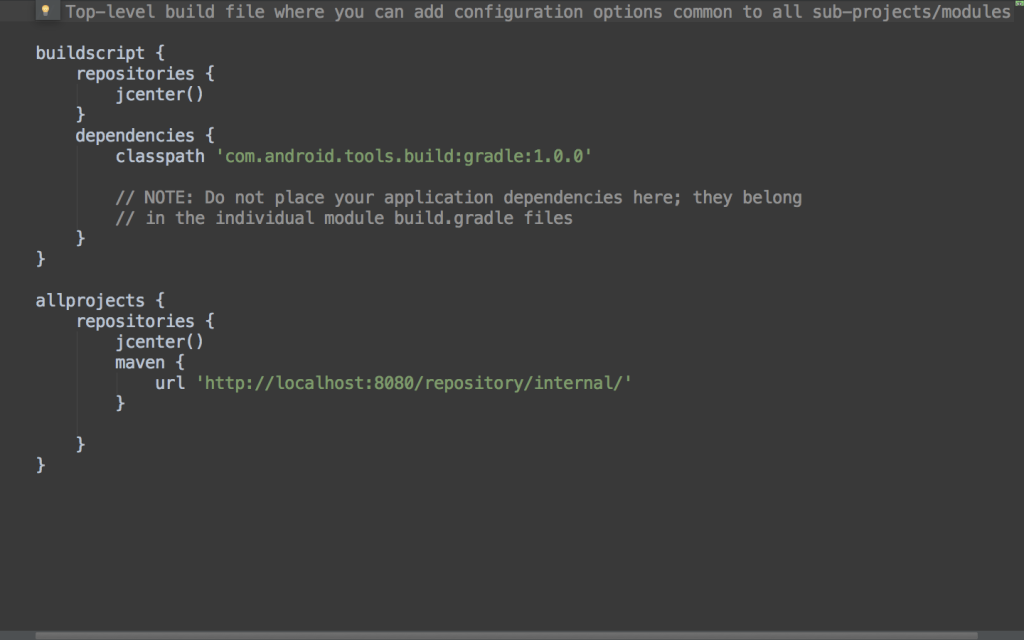 Top-level build file where you can add configuration options common to all sub-projects/modules
buildscript {
repositories {
jcenter()
}
dependencies {
classpath 'com.android.tools.build:gradle:1.0.0'
// NOTE: Do not place your application dependencies here; they belong
// in the individual module build.gradle files
}
}
allprojects {
repositories {
jcenter()
maven {
url 'http://localhost:8080/repository/internal/'
}
}
}